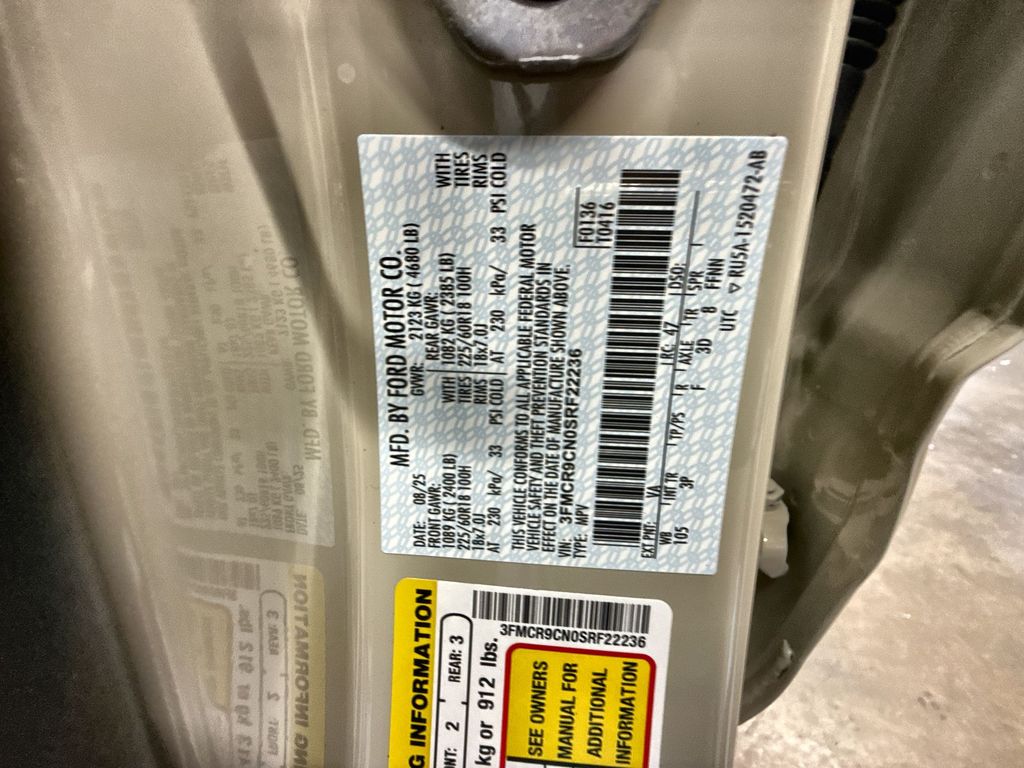 MFD. BY FORD MOTOR CO.
DATE: 08/25 GVWR: 2123 KG ( 4680 LB)
FRONT GAWR: REAR GAWR:
1089 KG ( 2400 LB) WITH 1082 KG ( 2385 LB) WITH
225/60R18 100H TIRES 225/60R18 100H TIRES
18x7.0J RIMS 18x7.0J RIMS
AT 230 kPa/ 33 PSI COLD AT 230 kPa/ 33 PSI COLD
THIS VEHICLE CONFORMS TO ALL APPLICABLE FEDERAL MOTOR
VEHICLE SAFETY AND THEFT PREVENTION STANDARDS IN
EFFECT ON THE DATE OF MANUFACTURE SHOWN ABOVE.
VIN: 3FMCR9CN0SRF22236
TYPE: MPV
F0136
T0416
EXT PNT: VA RC: 47 DSO:
WB INT TR TP/PS R AXLE TR SPR
105 3P F 3D 8 FFNN
UTC ▽ RU5A-1520472-AB
G INFORMATION
NT: 2 REAR: 3
kg or 912 lbs.
3FMCR9CN0SRF22236
SEE OWNERS
MANUAL FOR
ADDITIONAL
INFORMATION